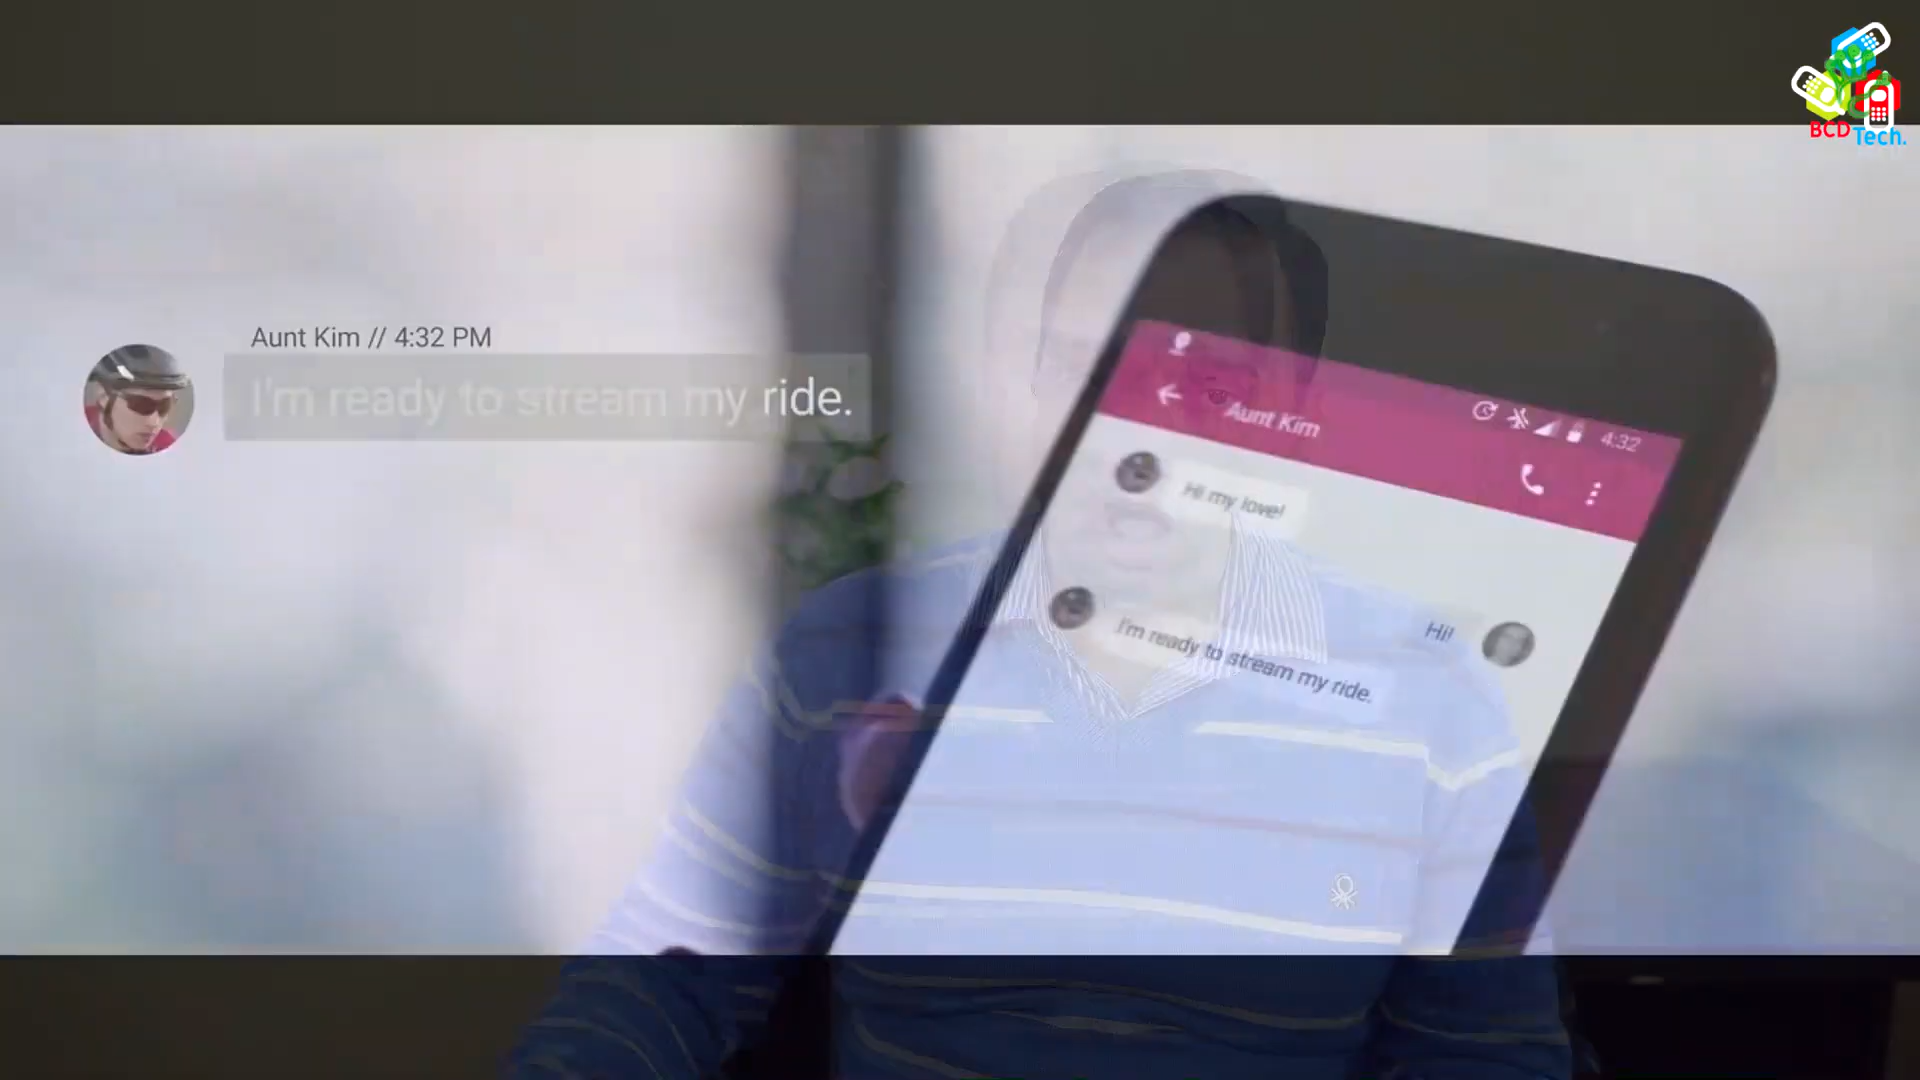 BCD Tech.
Aunt Kim // 4:32 PM
I'm ready to stream my ride.
4:32
Aunt Kim
Hi my love!
Hi!
I'm ready to stream my ride.